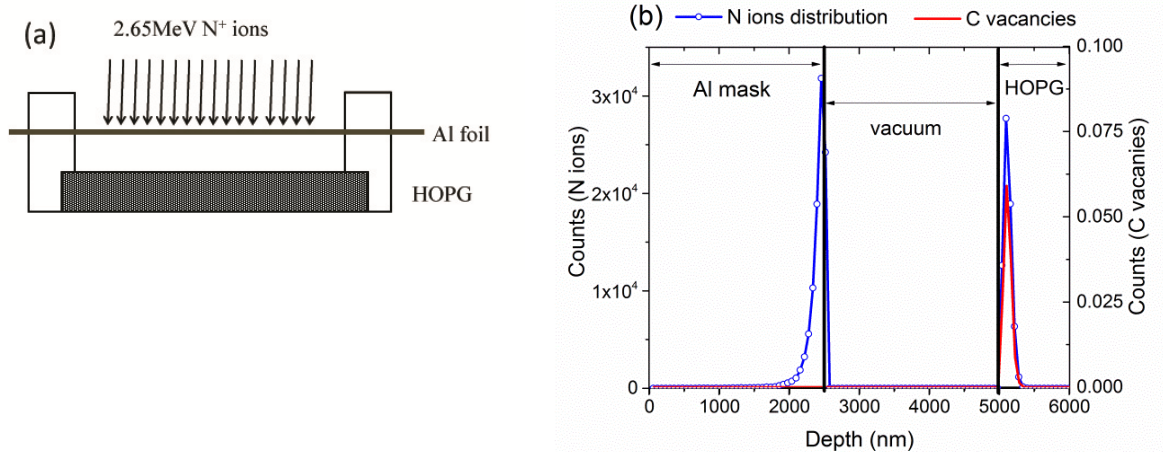 (a)
2.65MeV N⁺ ions
Al foil
HOPG
(b)
N ions distribution
C vacancies
Al mask
vacuum
HOPG
Counts (N ions)
3x10⁴
2x10⁴
1x10⁴
0
Counts (C vacanies)
0.100
0.075
0.050
0.025
0.000
0 1000 2000 3000 4000 5000 6000
Depth (nm)